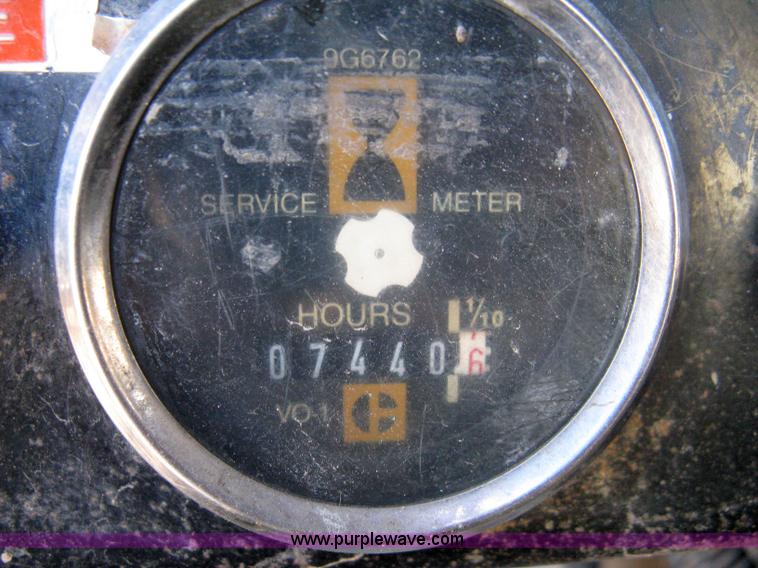 9G6762
SERVICE METER
HOURS 1/10
07440 6
VO-1
www.purplewave.com